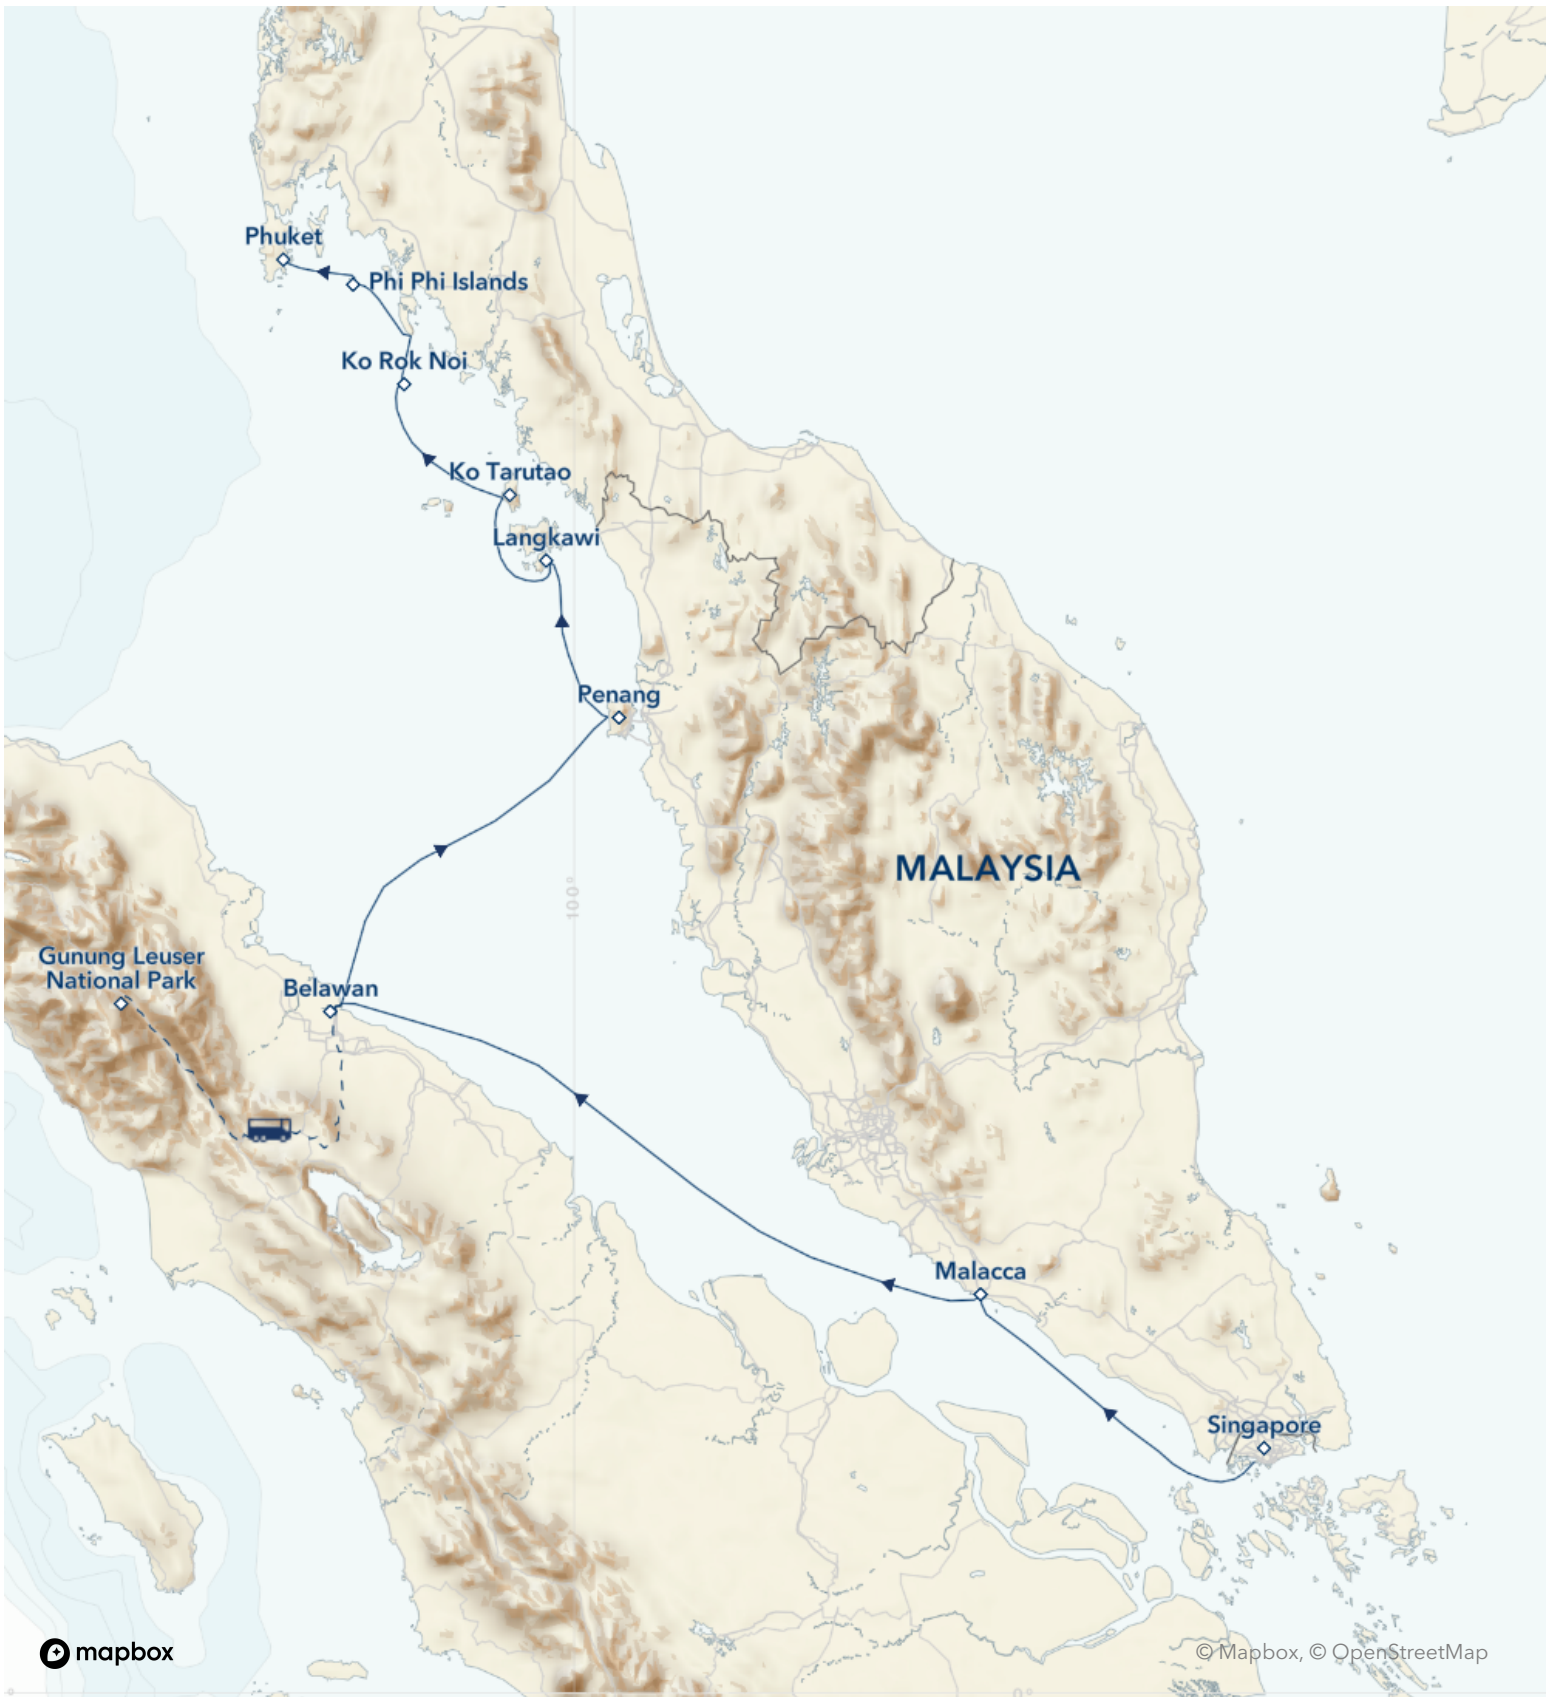 Phuket
Phi Phi Islands
Ko Rok Noi
Ko Tarutao
Langkawi
Penang
MALAYSIA
100°
Gunung Leuser
National Park
Belawan
Malacca
Singapore
mapbox
© Mapbox, © OpenStreetMap
0°